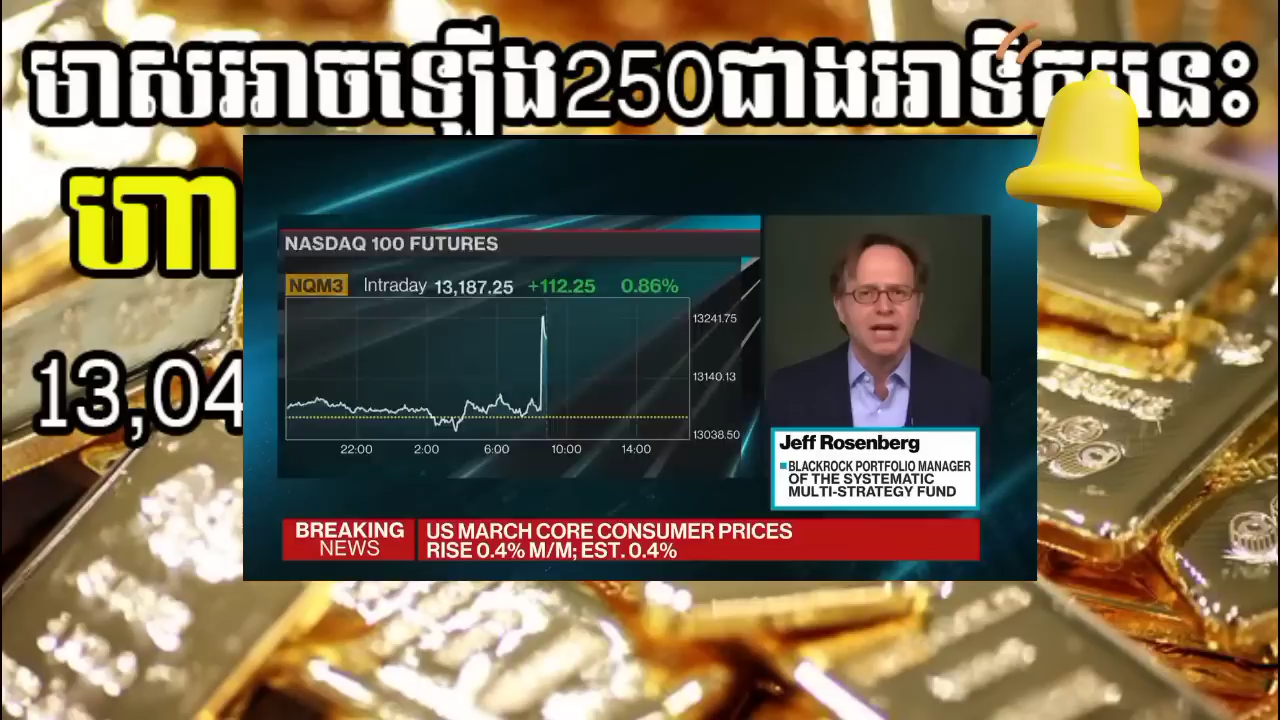 មាសអាចឡើង250ជាងអាទិត្យនេះ
ហា
13,04
NASDAQ 100 FUTURES
NQM3 Intraday 13,187.25 +112.25 0.86%
13241.75
13140.13
13038.50
22:00 2:00 6:00 10:00 14:00
Jeff Rosenberg
BLACKROCK PORTFOLIO MANAGER
OF THE SYSTEMATIC
MULTI-STRATEGY FUND
BREAKING
NEWS
US MARCH CORE CONSUMER PRICES
RISE 0.4% M/M; EST. 0.4%